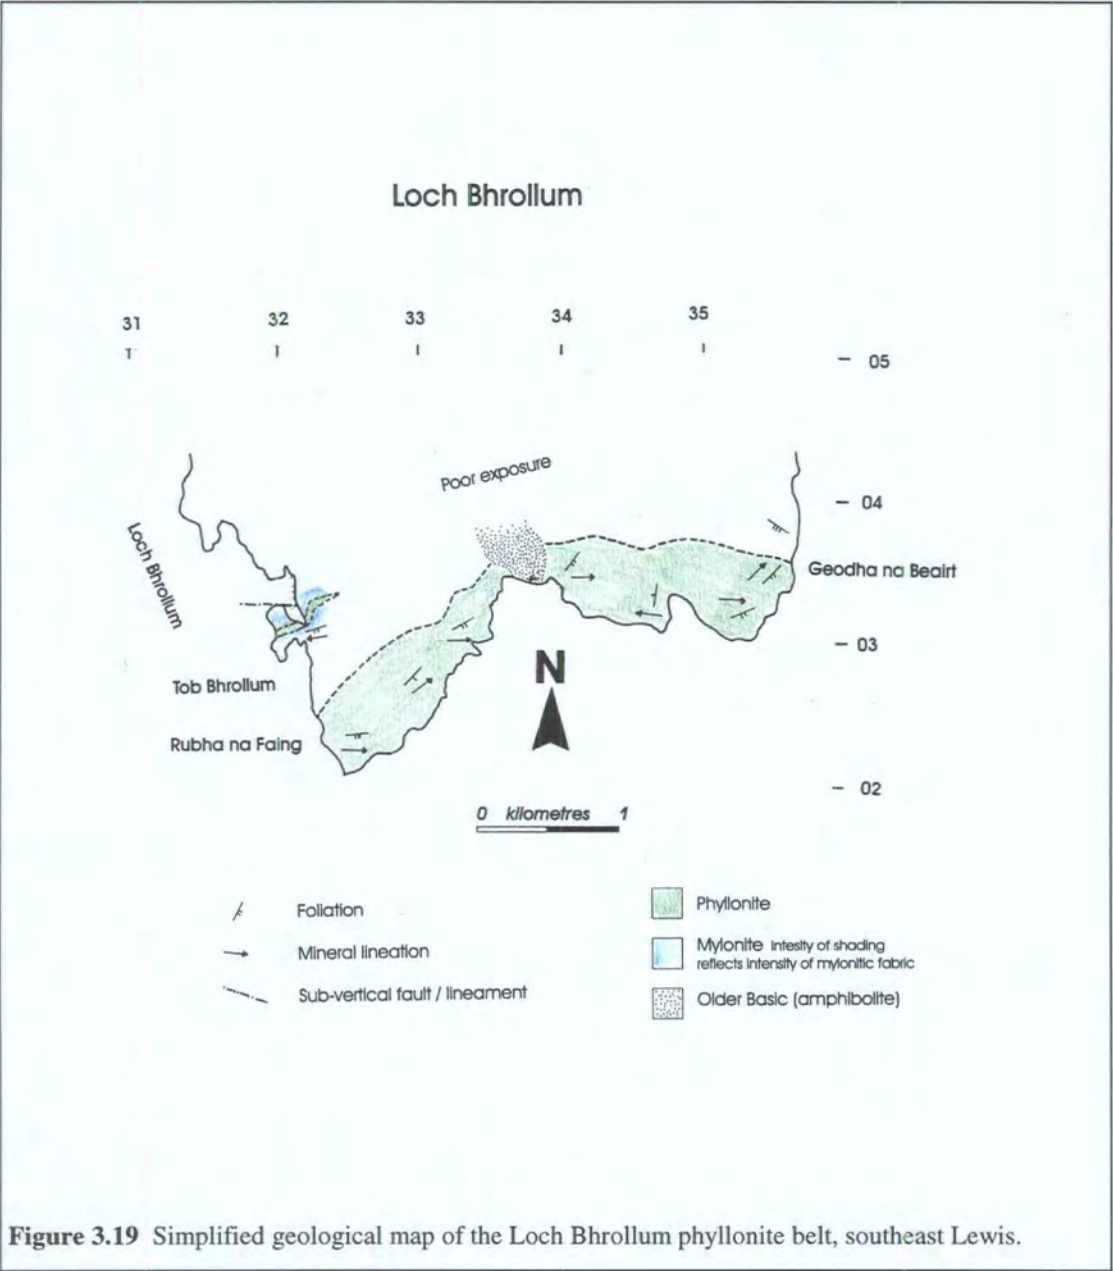 Loch Bhrollum
31 32 33 34 35
05
Poor exposure
04
Loch Bhrollum
Geodha na Beairt
03
Tob Bhrollum
N
Rubha na Faing
02
0 kilometres 1
Foliation
Mineral lineation
Sub-vertical fault / lineament
Phyllonite
Mylonite Intesity of shading
reflects intensity of mylonitic fabric
Older Basic (amphibolite)
Figure 3.19 Simplified geological map of the Loch Bhrollum phyllonite belt, southeast Lewis.